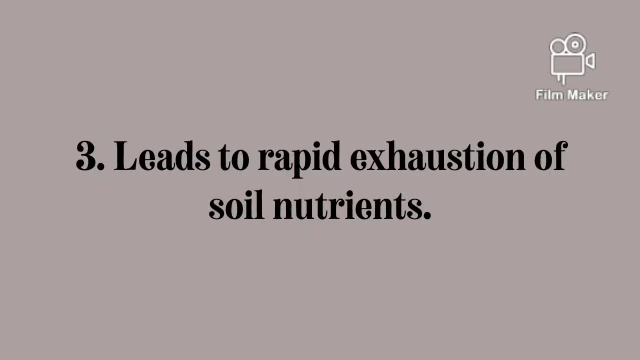 Film Maker
3. Leads to rapid exhaustion of
soil nutrients.